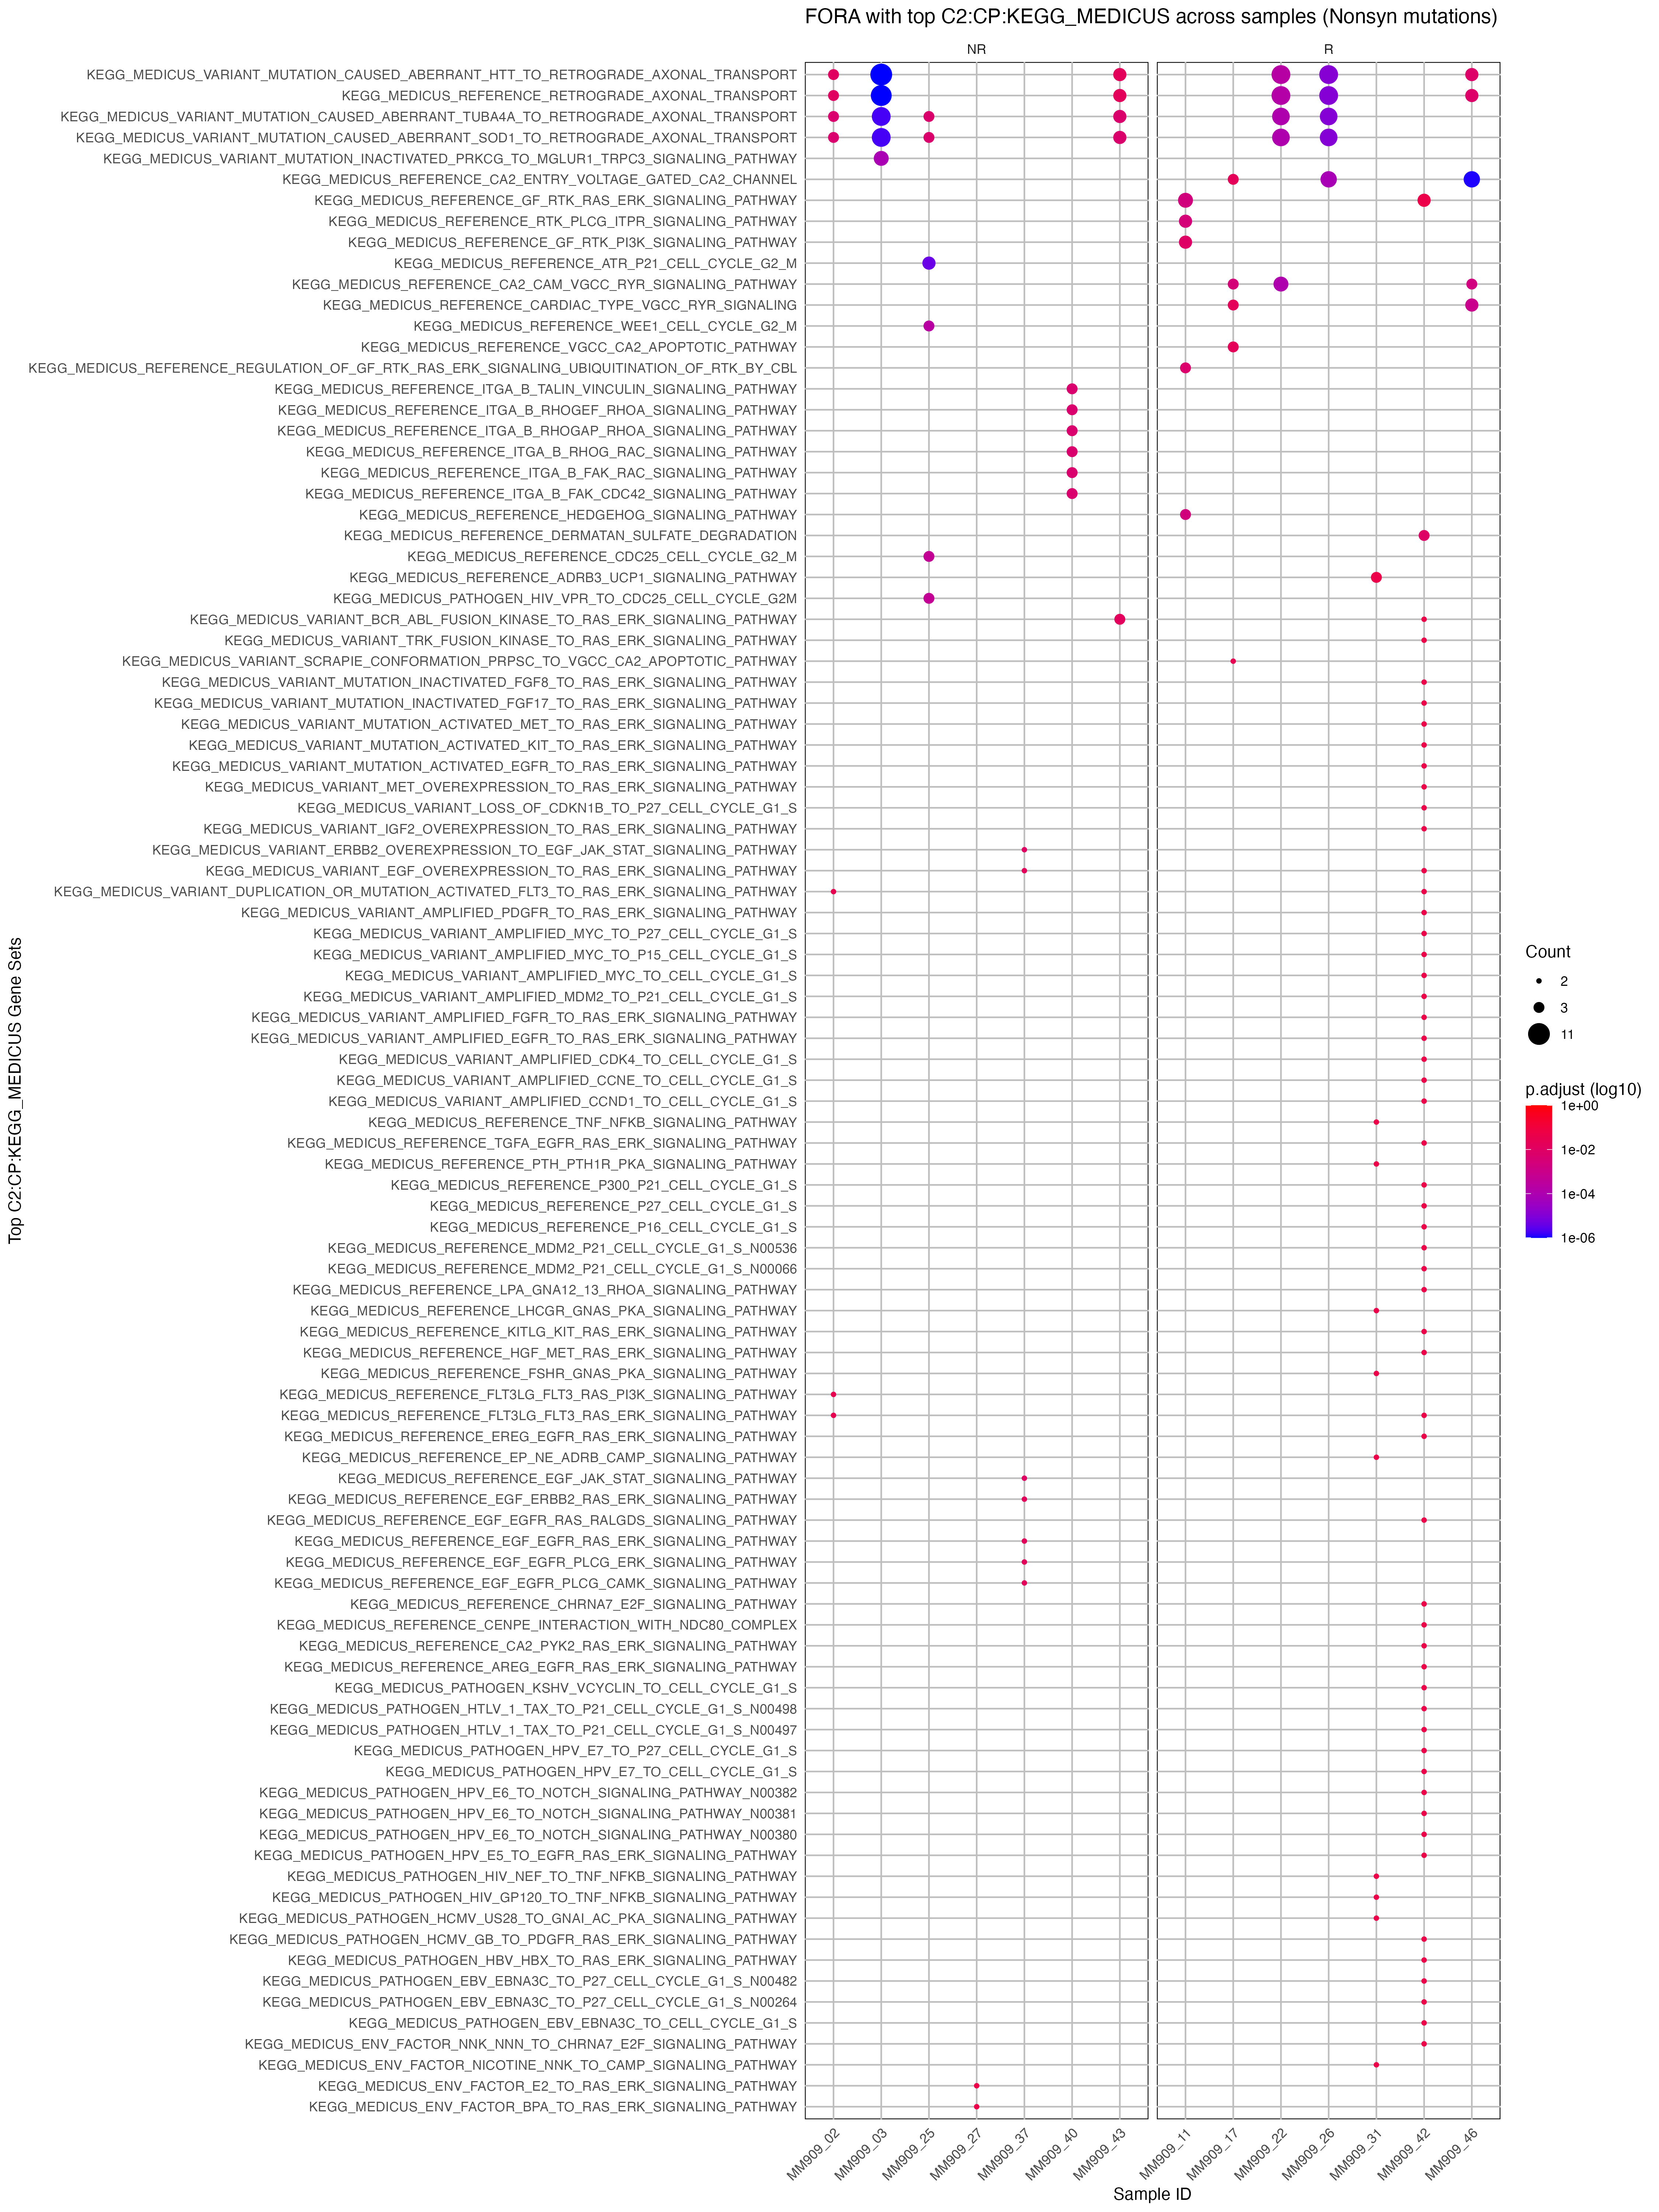 FORA with top C2:CP:KEGG_MEDICUS across samples (Nonsyn mutations)
NR
R
KEGG_MEDICUS_VARIANT_MUTATION_CAUSED_ABERRANT_HTT_TO_RETROGRADE_AXONAL_TRANSPORT
KEGG_MEDICUS_REFERENCE_RETROGRADE_AXONAL_TRANSPORT
KEGG_MEDICUS_VARIANT_MUTATION_CAUSED_ABERRANT_TUBA4A_TO_RETROGRADE_AXONAL_TRANSPORT
KEGG_MEDICUS_VARIANT_MUTATION_CAUSED_ABERRANT_SOD1_TO_RETROGRADE_AXONAL_TRANSPORT
KEGG_MEDICUS_VARIANT_MUTATION_INACTIVATED_PRKCG_TO_MGLUR1_TRPC3_SIGNALING_PATHWAY
KEGG_MEDICUS_REFERENCE_CA2_ENTRY_VOLTAGE_GATED_CA2_CHANNEL
KEGG_MEDICUS_REFERENCE_GF_RTK_RAS_ERK_SIGNALING_PATHWAY
KEGG_MEDICUS_REFERENCE_RTK_PLCG_ITPR_SIGNALING_PATHWAY
KEGG_MEDICUS_REFERENCE_GF_RTK_PI3K_SIGNALING_PATHWAY
KEGG_MEDICUS_REFERENCE_ATR_P21_CELL_CYCLE_G2_M
KEGG_MEDICUS_REFERENCE_CA2_CAM_VGCC_RYR_SIGNALING_PATHWAY
KEGG_MEDICUS_REFERENCE_CARDIAC_TYPE_VGCC_RYR_SIGNALING
KEGG_MEDICUS_REFERENCE_WEE1_CELL_CYCLE_G2_M
KEGG_MEDICUS_REFERENCE_VGCC_CA2_APOPTOTIC_PATHWAY
KEGG_MEDICUS_REFERENCE_REGULATION_OF_GF_RTK_RAS_ERK_SIGNALING_UBIQUITINATION_OF_RTK_BY_CBL
KEGG_MEDICUS_REFERENCE_ITGA_B_TALIN_VINCULIN_SIGNALING_PATHWAY
KEGG_MEDICUS_REFERENCE_ITGA_B_RHOGEF_RHOA_SIGNALING_PATHWAY
KEGG_MEDICUS_REFERENCE_ITGA_B_RHOGAP_RHOA_SIGNALING_PATHWAY
KEGG_MEDICUS_REFERENCE_ITGA_B_RHOG_RAC_SIGNALING_PATHWAY
KEGG_MEDICUS_REFERENCE_ITGA_B_FAK_RAC_SIGNALING_PATHWAY
KEGG_MEDICUS_REFERENCE_ITGA_B_FAK_CDC42_SIGNALING_PATHWAY
KEGG_MEDICUS_REFERENCE_HEDGEHOG_SIGNALING_PATHWAY
KEGG_MEDICUS_REFERENCE_DERMATAN_SULFATE_DEGRADATION
KEGG_MEDICUS_REFERENCE_CDC25_CELL_CYCLE_G2_M
KEGG_MEDICUS_REFERENCE_ADRB3_UCP1_SIGNALING_PATHWAY
KEGG_MEDICUS_PATHOGEN_HIV_VPR_TO_CDC25_CELL_CYCLE_G2M
KEGG_MEDICUS_VARIANT_BCR_ABL_FUSION_KINASE_TO_RAS_ERK_SIGNALING_PATHWAY
KEGG_MEDICUS_VARIANT_TRK_FUSION_KINASE_TO_RAS_ERK_SIGNALING_PATHWAY
KEGG_MEDICUS_VARIANT_SCRAPIE_CONFORMATION_PRPSC_TO_VGCC_CA2_APOPTOTIC_PATHWAY
KEGG_MEDICUS_VARIANT_MUTATION_INACTIVATED_FGF8_TO_RAS_ERK_SIGNALING_PATHWAY
KEGG_MEDICUS_VARIANT_MUTATION_INACTIVATED_FGF17_TO_RAS_ERK_SIGNALING_PATHWAY
KEGG_MEDICUS_VARIANT_MUTATION_ACTIVATED_MET_TO_RAS_ERK_SIGNALING_PATHWAY
KEGG_MEDICUS_VARIANT_MUTATION_ACTIVATED_KIT_TO_RAS_ERK_SIGNALING_PATHWAY
KEGG_MEDICUS_VARIANT_MUTATION_ACTIVATED_EGFR_TO_RAS_ERK_SIGNALING_PATHWAY
KEGG_MEDICUS_VARIANT_MET_OVEREXPRESSION_TO_RAS_ERK_SIGNALING_PATHWAY
KEGG_MEDICUS_VARIANT_LOSS_OF_CDKN1B_TO_P27_CELL_CYCLE_G1_S
KEGG_MEDICUS_VARIANT_IGF2_OVEREXPRESSION_TO_RAS_ERK_SIGNALING_PATHWAY
KEGG_MEDICUS_VARIANT_ERBB2_OVEREXPRESSION_TO_EGF_JAK_STAT_SIGNALING_PATHWAY
KEGG_MEDICUS_VARIANT_EGF_OVEREXPRESSION_TO_RAS_ERK_SIGNALING_PATHWAY
KEGG_MEDICUS_VARIANT_DUPLICATION_OR_MUTATION_ACTIVATED_FLT3_TO_RAS_ERK_SIGNALING_PATHWAY
KEGG_MEDICUS_VARIANT_AMPLIFIED_PDGFR_TO_RAS_ERK_SIGNALING_PATHWAY
KEGG_MEDICUS_VARIANT_AMPLIFIED_MYC_TO_P27_CELL_CYCLE_G1_S
KEGG_MEDICUS_VARIANT_AMPLIFIED_MYC_TO_P15_CELL_CYCLE_G1_S
KEGG_MEDICUS_VARIANT_AMPLIFIED_MYC_TO_CELL_CYCLE_G1_S
KEGG_MEDICUS_VARIANT_AMPLIFIED_MDM2_TO_P21_CELL_CYCLE_G1_S
KEGG_MEDICUS_VARIANT_AMPLIFIED_FGFR_TO_RAS_ERK_SIGNALING_PATHWAY
KEGG_MEDICUS_VARIANT_AMPLIFIED_EGFR_TO_RAS_ERK_SIGNALING_PATHWAY
KEGG_MEDICUS_VARIANT_AMPLIFIED_CDK4_TO_CELL_CYCLE_G1_S
KEGG_MEDICUS_VARIANT_AMPLIFIED_CCNE_TO_CELL_CYCLE_G1_S
KEGG_MEDICUS_VARIANT_AMPLIFIED_CCND1_TO_CELL_CYCLE_G1_S
KEGG_MEDICUS_REFERENCE_TNF_NFKB_SIGNALING_PATHWAY
KEGG_MEDICUS_REFERENCE_TGFA_EGFR_RAS_ERK_SIGNALING_PATHWAY
KEGG_MEDICUS_REFERENCE_PTH_PTH1R_PKA_SIGNALING_PATHWAY
KEGG_MEDICUS_REFERENCE_P300_P21_CELL_CYCLE_G1_S
KEGG_MEDICUS_REFERENCE_P27_CELL_CYCLE_G1_S
KEGG_MEDICUS_REFERENCE_P16_CELL_CYCLE_G1_S
KEGG_MEDICUS_REFERENCE_MDM2_P21_CELL_CYCLE_G1_S_N00536
KEGG_MEDICUS_REFERENCE_MDM2_P21_CELL_CYCLE_G1_S_N00066
KEGG_MEDICUS_REFERENCE_LPA_GNA12_13_RHOA_SIGNALING_PATHWAY
KEGG_MEDICUS_REFERENCE_LHCGR_GNAS_PKA_SIGNALING_PATHWAY
KEGG_MEDICUS_REFERENCE_KITLG_KIT_RAS_ERK_SIGNALING_PATHWAY
KEGG_MEDICUS_REFERENCE_HGF_MET_RAS_ERK_SIGNALING_PATHWAY
KEGG_MEDICUS_REFERENCE_FSHR_GNAS_PKA_SIGNALING_PATHWAY
KEGG_MEDICUS_REFERENCE_FLT3LG_FLT3_RAS_PI3K_SIGNALING_PATHWAY
KEGG_MEDICUS_REFERENCE_FLT3LG_FLT3_RAS_ERK_SIGNALING_PATHWAY
KEGG_MEDICUS_REFERENCE_EREG_EGFR_RAS_ERK_SIGNALING_PATHWAY
KEGG_MEDICUS_REFERENCE_EP_NE_ADRB_CAMP_SIGNALING_PATHWAY
KEGG_MEDICUS_REFERENCE_EGF_JAK_STAT_SIGNALING_PATHWAY
KEGG_MEDICUS_REFERENCE_EGF_ERBB2_RAS_ERK_SIGNALING_PATHWAY
KEGG_MEDICUS_REFERENCE_EGF_EGFR_RAS_RALGDS_SIGNALING_PATHWAY
KEGG_MEDICUS_REFERENCE_EGF_EGFR_RAS_ERK_SIGNALING_PATHWAY
KEGG_MEDICUS_REFERENCE_EGF_EGFR_PLCG_ERK_SIGNALING_PATHWAY
KEGG_MEDICUS_REFERENCE_EGF_EGFR_PLCG_CAMK_SIGNALING_PATHWAY
KEGG_MEDICUS_REFERENCE_CHRNA7_E2F_SIGNALING_PATHWAY
KEGG_MEDICUS_REFERENCE_CENPE_INTERACTION_WITH_NDC80_COMPLEX
KEGG_MEDICUS_REFERENCE_CA2_PYK2_RAS_ERK_SIGNALING_PATHWAY
KEGG_MEDICUS_REFERENCE_AREG_EGFR_RAS_ERK_SIGNALING_PATHWAY
KEGG_MEDICUS_PATHOGEN_KSHV_VCYCLIN_TO_CELL_CYCLE_G1_S
KEGG_MEDICUS_PATHOGEN_HTLV_1_TAX_TO_P21_CELL_CYCLE_G1_S_N00498
KEGG_MEDICUS_PATHOGEN_HTLV_1_TAX_TO_P21_CELL_CYCLE_G1_S_N00497
KEGG_MEDICUS_PATHOGEN_HPV_E7_TO_P27_CELL_CYCLE_G1_S
KEGG_MEDICUS_PATHOGEN_HPV_E7_TO_CELL_CYCLE_G1_S
KEGG_MEDICUS_PATHOGEN_HPV_E6_TO_NOTCH_SIGNALING_PATHWAY_N00382
KEGG_MEDICUS_PATHOGEN_HPV_E6_TO_NOTCH_SIGNALING_PATHWAY_N00381
KEGG_MEDICUS_PATHOGEN_HPV_E6_TO_NOTCH_SIGNALING_PATHWAY_N00380
KEGG_MEDICUS_PATHOGEN_HPV_E5_TO_EGFR_RAS_ERK_SIGNALING_PATHWAY
KEGG_MEDICUS_PATHOGEN_HIV_NEF_TO_TNF_NFKB_SIGNALING_PATHWAY
KEGG_MEDICUS_PATHOGEN_HIV_GP120_TO_TNF_NFKB_SIGNALING_PATHWAY
KEGG_MEDICUS_PATHOGEN_HCMV_US28_TO_GNAI_AC_PKA_SIGNALING_PATHWAY
KEGG_MEDICUS_PATHOGEN_HCMV_GB_TO_PDGFR_RAS_ERK_SIGNALING_PATHWAY
KEGG_MEDICUS_PATHOGEN_HBV_HBX_TO_RAS_ERK_SIGNALING_PATHWAY
KEGG_MEDICUS_PATHOGEN_EBV_EBNA3C_TO_P27_CELL_CYCLE_G1_S_N00482
KEGG_MEDICUS_PATHOGEN_EBV_EBNA3C_TO_P27_CELL_CYCLE_G1_S_N00264
KEGG_MEDICUS_PATHOGEN_EBV_EBNA3C_TO_CELL_CYCLE_G1_S
KEGG_MEDICUS_ENV_FACTOR_NNK_NNN_TO_CHRNA7_E2F_SIGNALING_PATHWAY
KEGG_MEDICUS_ENV_FACTOR_NICOTINE_NNK_TO_CAMP_SIGNALING_PATHWAY
KEGG_MEDICUS_ENV_FACTOR_E2_TO_RAS_ERK_SIGNALING_PATHWAY
KEGG_MEDICUS_ENV_FACTOR_BPA_TO_RAS_ERK_SIGNALING_PATHWAY
Top C2:CP:KEGG_MEDICUS Gene Sets
MM909_02
MM909_03
MM909_25
MM909_27
MM909_37
MM909_40
MM909_43
MM909_11
MM909_17
MM909_22
MM909_26
MM909_31
MM909_42
MM909_46
Sample ID
Count
2
3
11
p.adjust (log10)
1e+00
1e-02
1e-04
1e-06